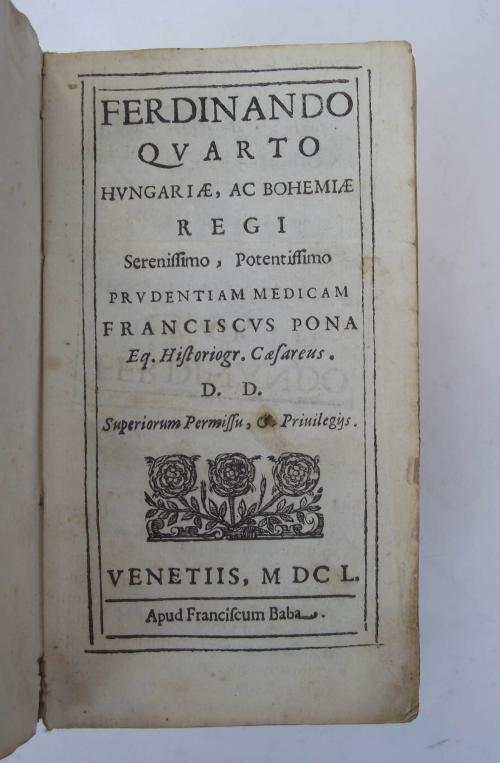 FERDINANDO
QVARTO
HVNGARIÆ, AC BOHEMIÆ
REGI
Sereniſſimo, Potentiſſimo
PRVDENTIAM MEDICAM
FRANCISCVS PONA
Eq. Hiſtoriogr. Cæſareus.
D. D.
Superiorum Permiſſu, & Priuilegijs.
VENETIIS, M DC L.
Apud Franciſcum Baba.